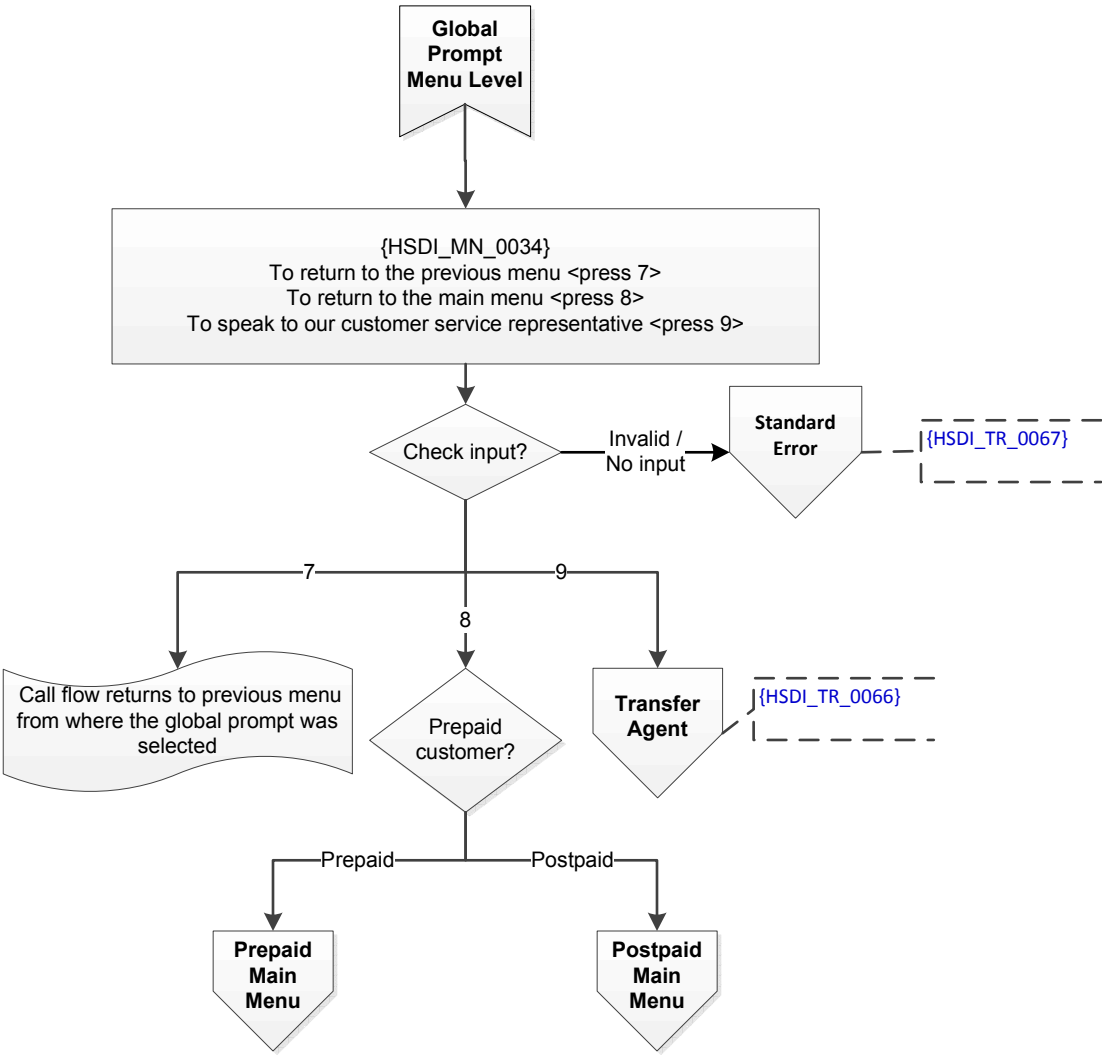 Global
Prompt
Menu Level
{HSDI_MN_0034}
To return to the previous menu <press 7>
To return to the main menu <press 8>
To speak to our customer service representative <press 9>
Check input?
Invalid /
No input
Standard
Error
{HSDI_TR_0067}
7
9
8
Call flow returns to previous menu
from where the global prompt was
selected
Prepaid
customer?
Transfer
Agent
{HSDI_TR_0066}
Prepaid
Postpaid
Prepaid
Main
Menu
Postpaid
Main
Menu